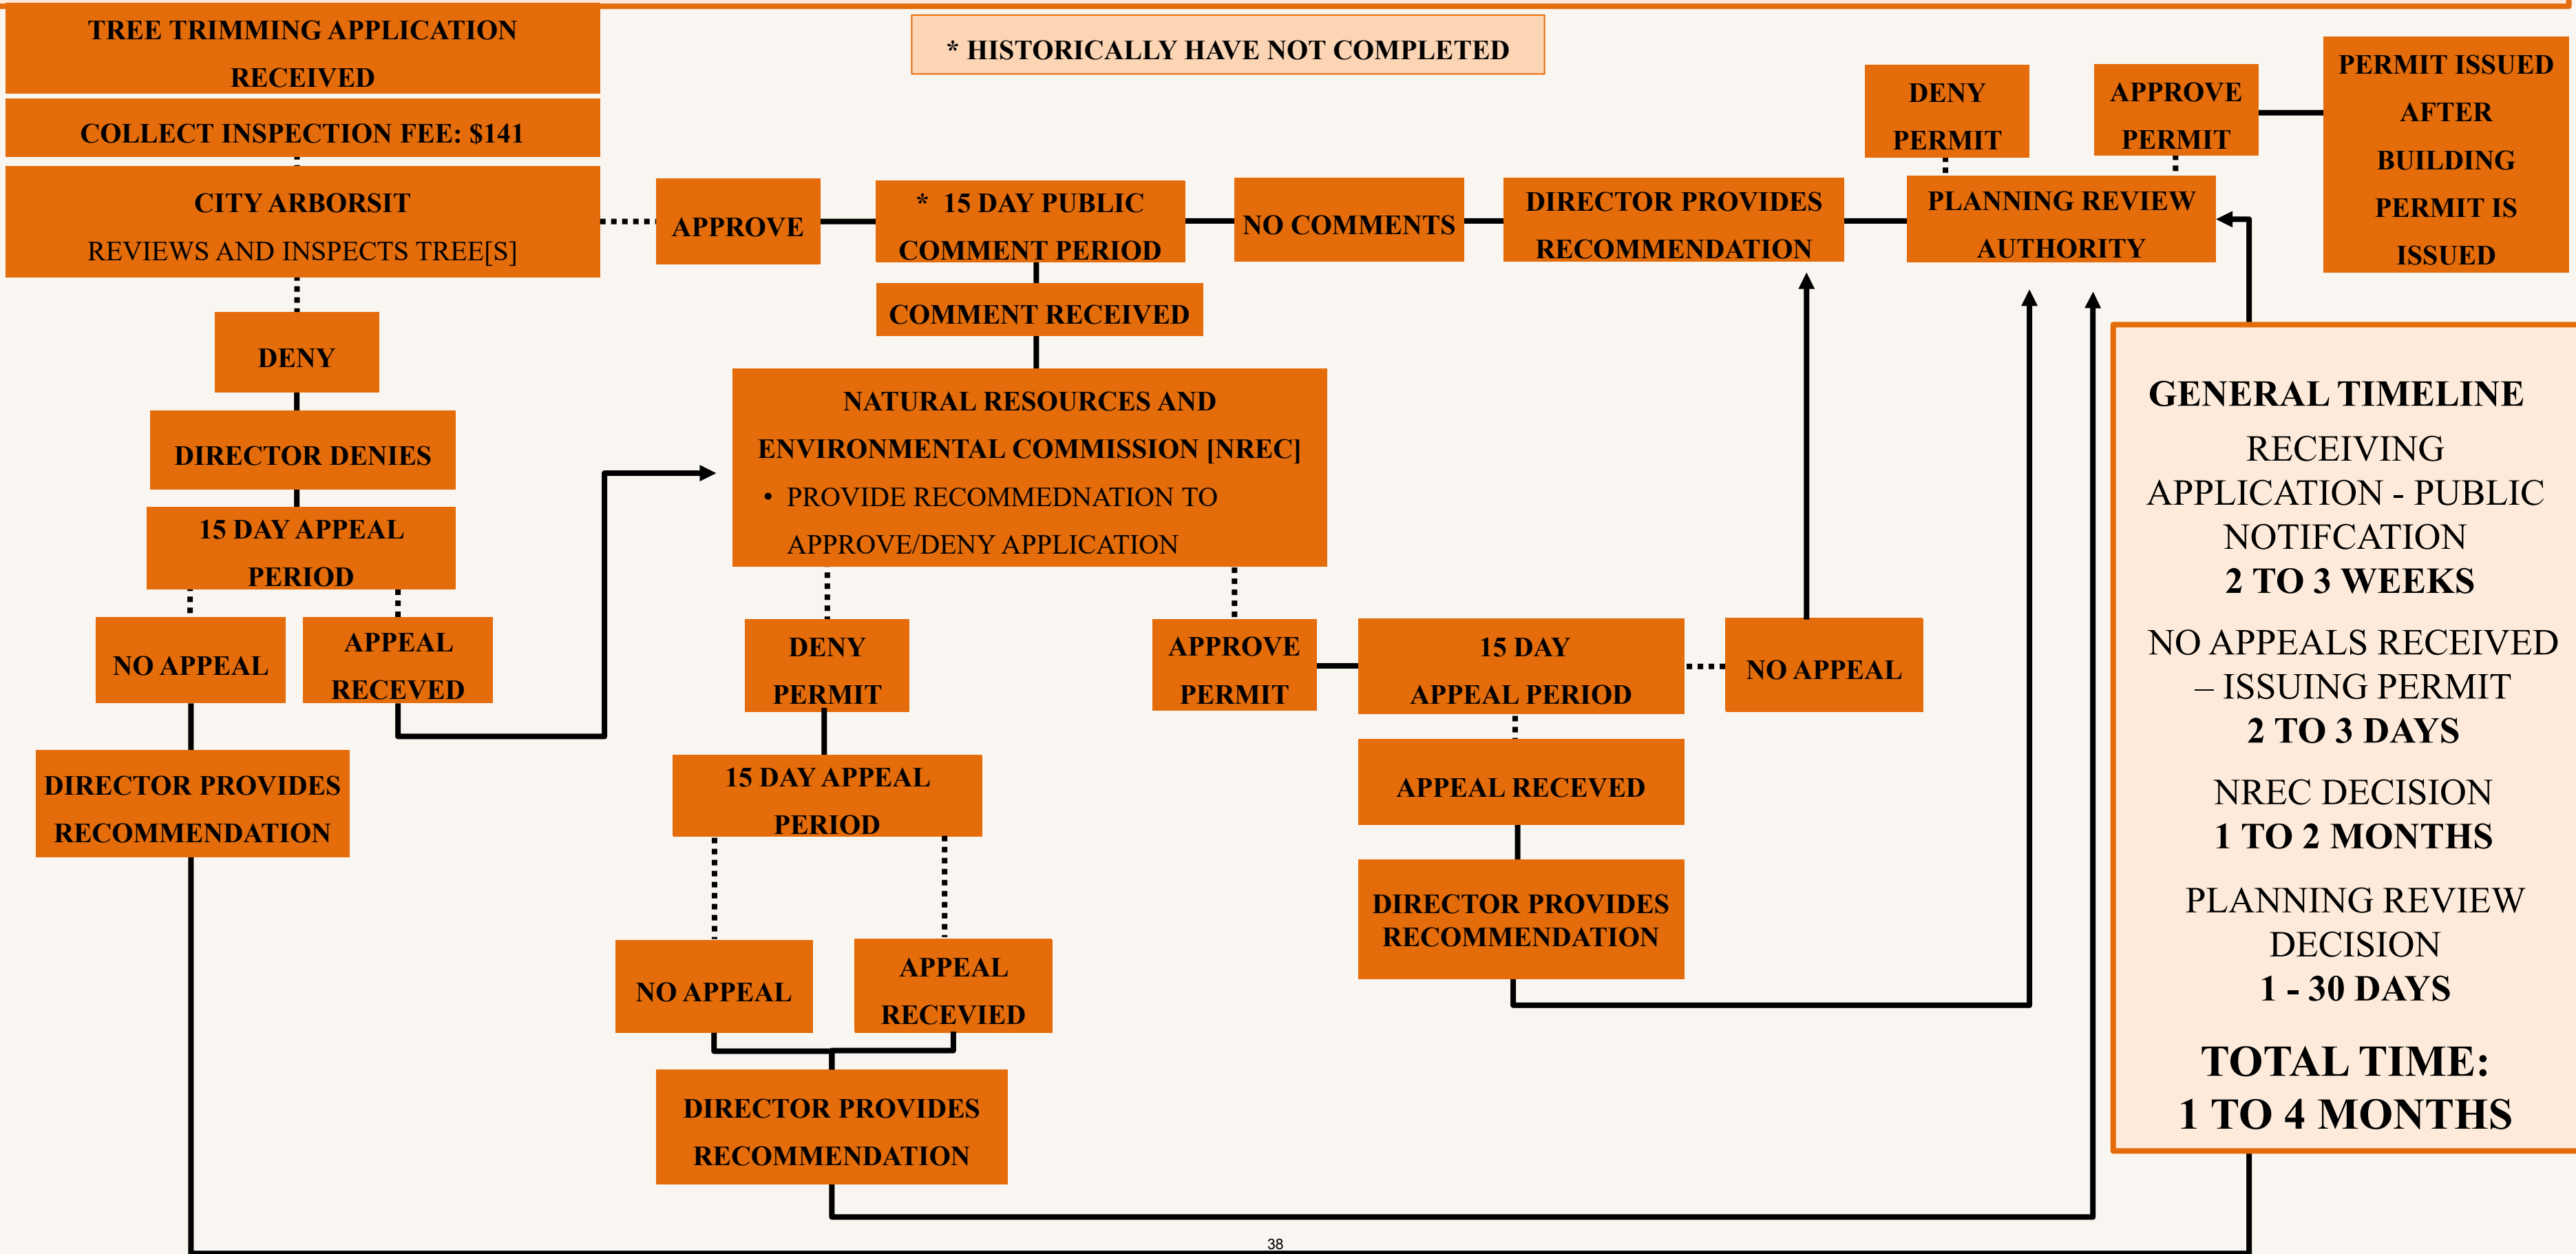 TREE TRIMMING APPLICATION
RECEIVED
COLLECT INSPECTION FEE: $141
CITY ARBORSIT
REVIEWS AND INSPECTS TREE[S]
* HISTORICALLY HAVE NOT COMPLETED
APPROVE
* 15 DAY PUBLIC
COMMENT PERIOD
NO COMMENTS
DIRECTOR PROVIDES
RECOMMENDATION
DENY
PERMIT
APPROVE
PERMIT
PLANNING REVIEW
AUTHORITY
PERMIT ISSUED
AFTER
BUILDING
PERMIT IS
ISSUED
COMMENT RECEIVED
DENY
DIRECTOR DENIES
15 DAY APPEAL
PERIOD
NO APPEAL
APPEAL
RECEVED
DIRECTOR PROVIDES
RECOMMENDATION
NATURAL RESOURCES AND
ENVIRONMENTAL COMMISSION [NREC]
• PROVIDE RECOMMEDNATION TO
APPROVE/DENY APPLICATION
DENY
PERMIT
15 DAY APPEAL
PERIOD
NO APPEAL
APPEAL
RECEVIED
DIRECTOR PROVIDES
RECOMMENDATION
APPROVE
PERMIT
15 DAY
APPEAL PERIOD
NO APPEAL
APPEAL RECEVED
DIRECTOR PROVIDES
RECOMMENDATION
GENERAL TIMELINE
RECEIVING
APPLICATION - PUBLIC
NOTIFCATION
2 TO 3 WEEKS
NO APPEALS RECEIVED
– ISSUING PERMIT
2 TO 3 DAYS
NREC DECISION
1 TO 2 MONTHS
PLANNING REVIEW
DECISION
1 - 30 DAYS
TOTAL TIME:
1 TO 4 MONTHS
38